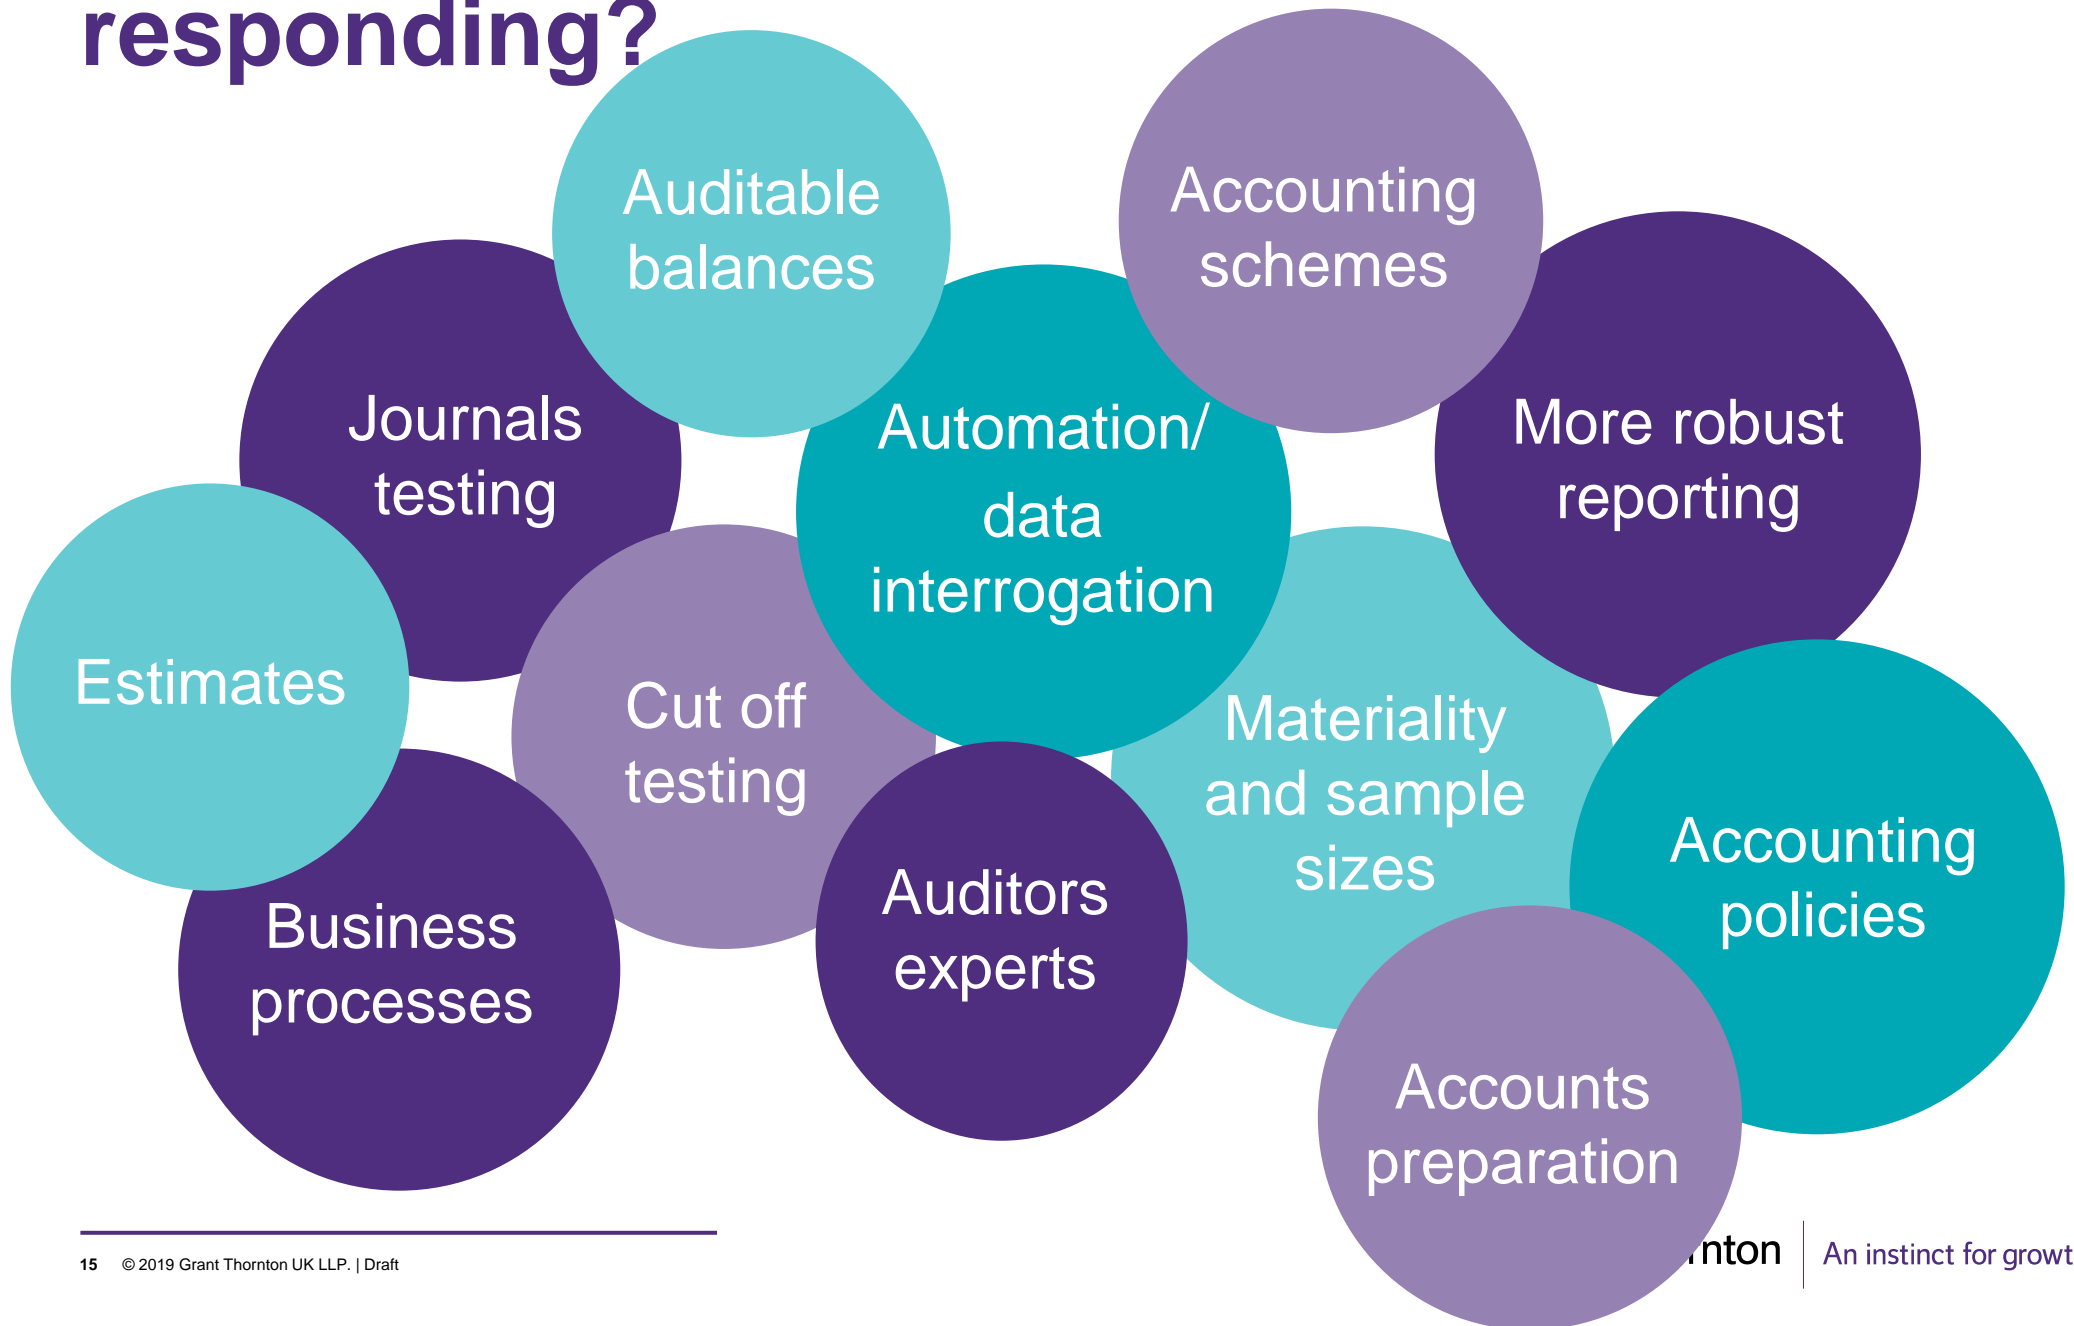 responding?
Auditable
balances
Accounting
schemes
Journals
testing
Automation/
data
interrogation
More robust
reporting
Estimates
Cut off
testing
Materiality
and sample
sizes
Auditors
experts
Accounting
policies
Business
processes
Accounts
preparation
15 © 2019 Grant Thornton UK LLP. | Draft
nton
An instinct for growt